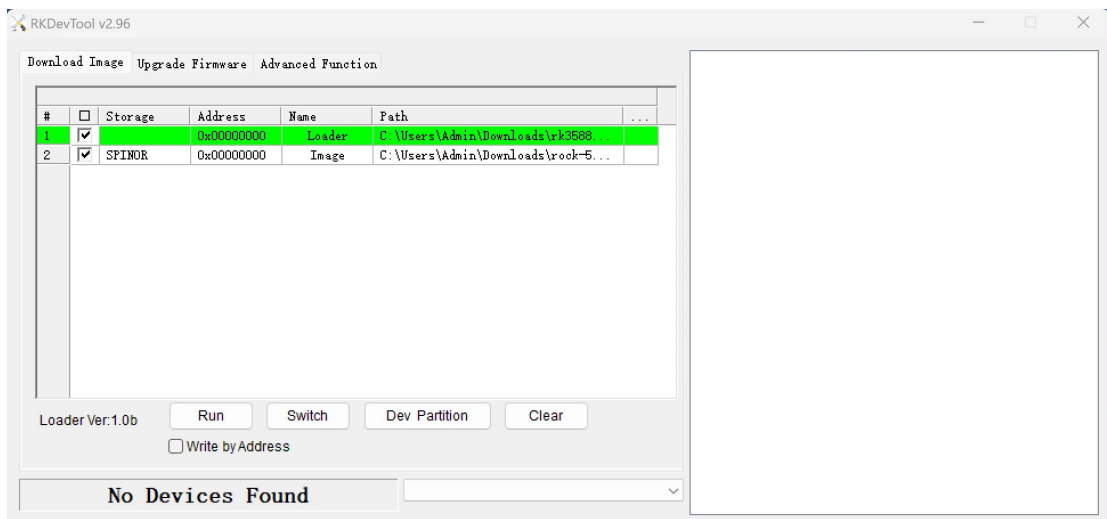 RKDevTool v2.96
Download Image Upgrade Firmware Advanced Function
# Storage Address Name Path ...
1 0x00000000 Loader C:\Users\Admin\Downloads\rk3588...
2 SPINOR 0x00000000 Image C:\Users\Admin\Downloads\rock-5...
Loader Ver:1.0b Run Switch Dev Partition Clear
Write by Address
No Devices Found